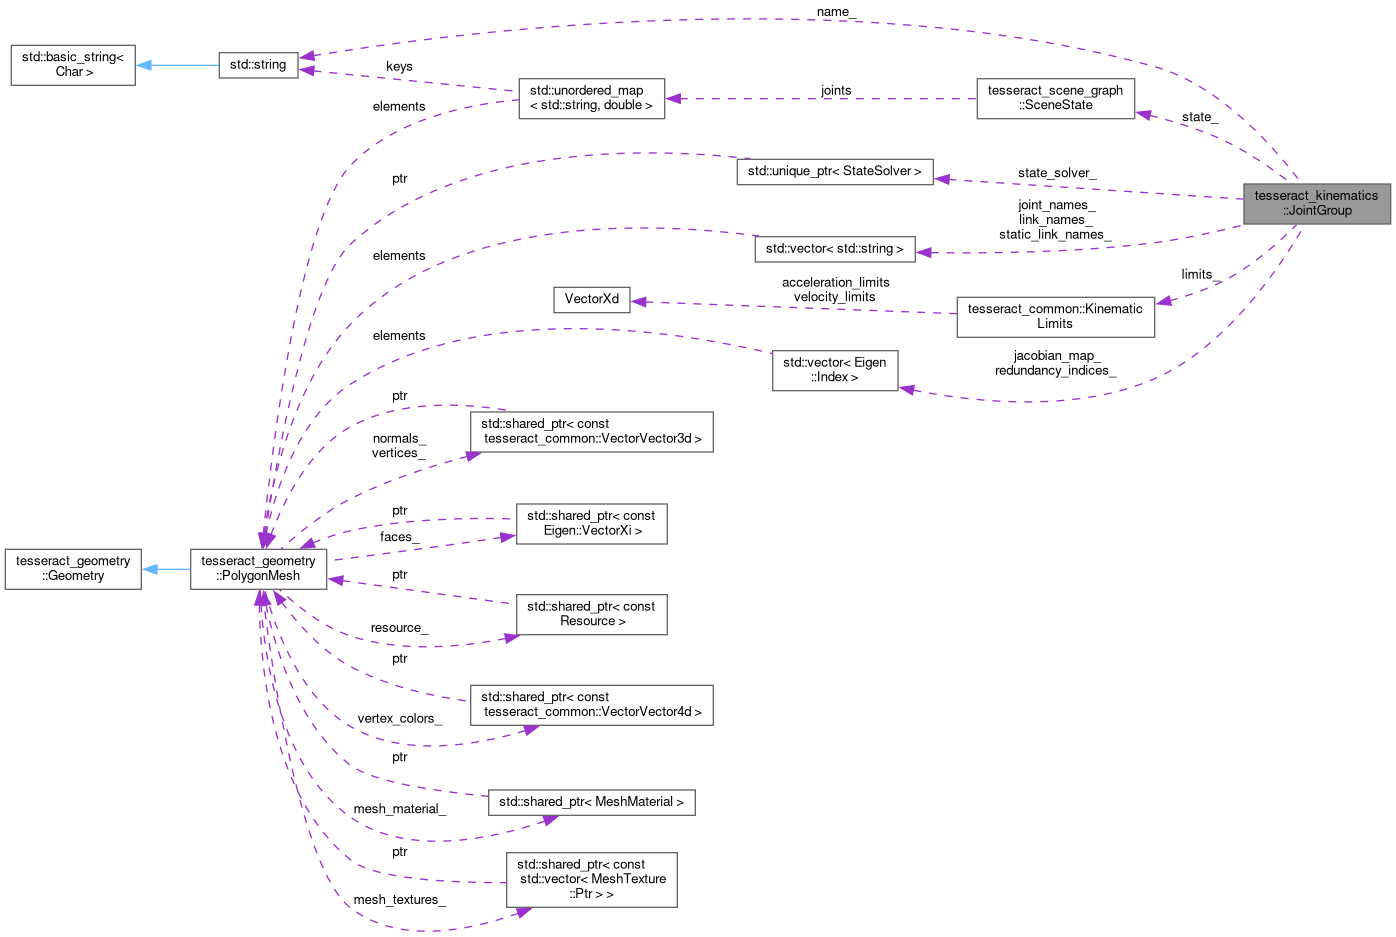 name_
std::basic_string<
Char >
std::string
keys
elements
std::unordered_map
< std::string, double >
joints
tesseract_scene_graph
::SceneState
state_
ptr
std::unique_ptr< StateSolver >
state_solver_
tesseract_kinematics
::JointGroup
joint_names_
link_names_
static_link_names_
elements
std::vector< std::string >
acceleration_limits
velocity_limits
VectorXd
tesseract_common::Kinematic
Limits
limits_
elements
std::vector< Eigen
::Index >
jacobian_map_
redundancy_indices_
ptr
std::shared_ptr< const
tesseract_common::VectorVector3d >
normals_
vertices_
ptr
std::shared_ptr< const
Eigen::VectorXi >
faces_
tesseract_geometry
::Geometry
tesseract_geometry
::PolygonMesh
ptr
std::shared_ptr< const
Resource >
resource_
ptr
std::shared_ptr< const
tesseract_common::VectorVector4d >
vertex_colors_
ptr
std::shared_ptr< MeshMaterial >
mesh_material_
ptr
std::shared_ptr< const
std::vector< MeshTexture
::Ptr > >
mesh_textures_